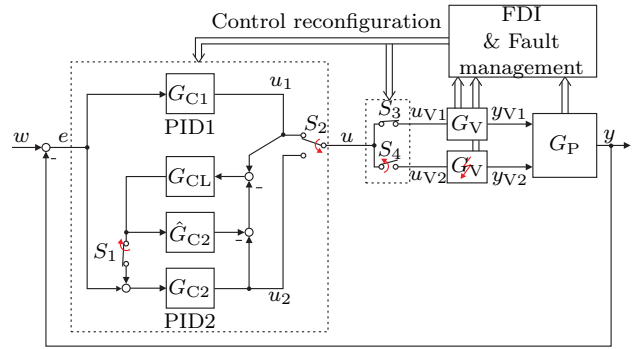 Control reconfiguration
FDI
& Fault
management
G_C1
PID1
u_1
S_2
u
S_3
u_V1
G_V
y_V1
S_4
u_V2
G_V
y_V2
G_P
y
w
e
-
G_CL
-
Ĝ_C2
-
S_1
G_C2
PID2
u_2